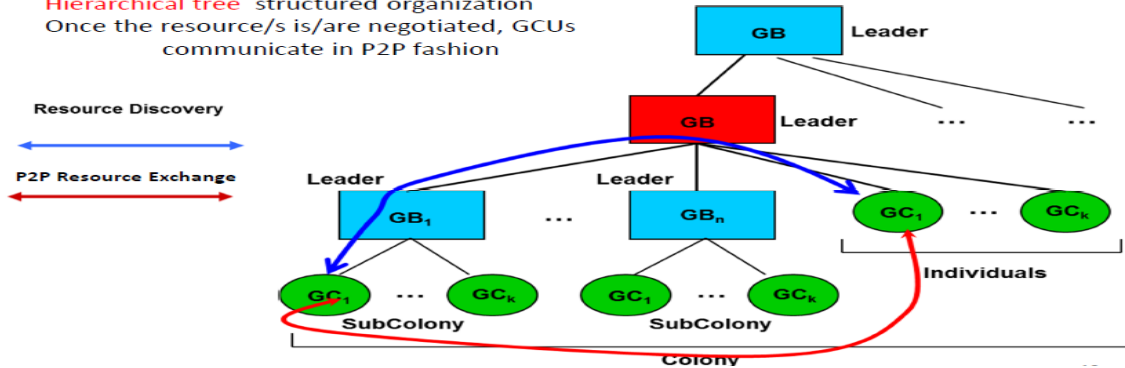 Hierarchical tree structured organization
Once the resource/s is/are negotiated, GCUs
communicate in P2P fashion
GB Leader
Resource Discovery
GB Leader ... ...
P2P Resource Exchange
Leader Leader
GB1 ... GBn GC1 ... GCk
Individuals
GC1 ... GCk GC1 ... GCk
SubColony SubColony
Colony